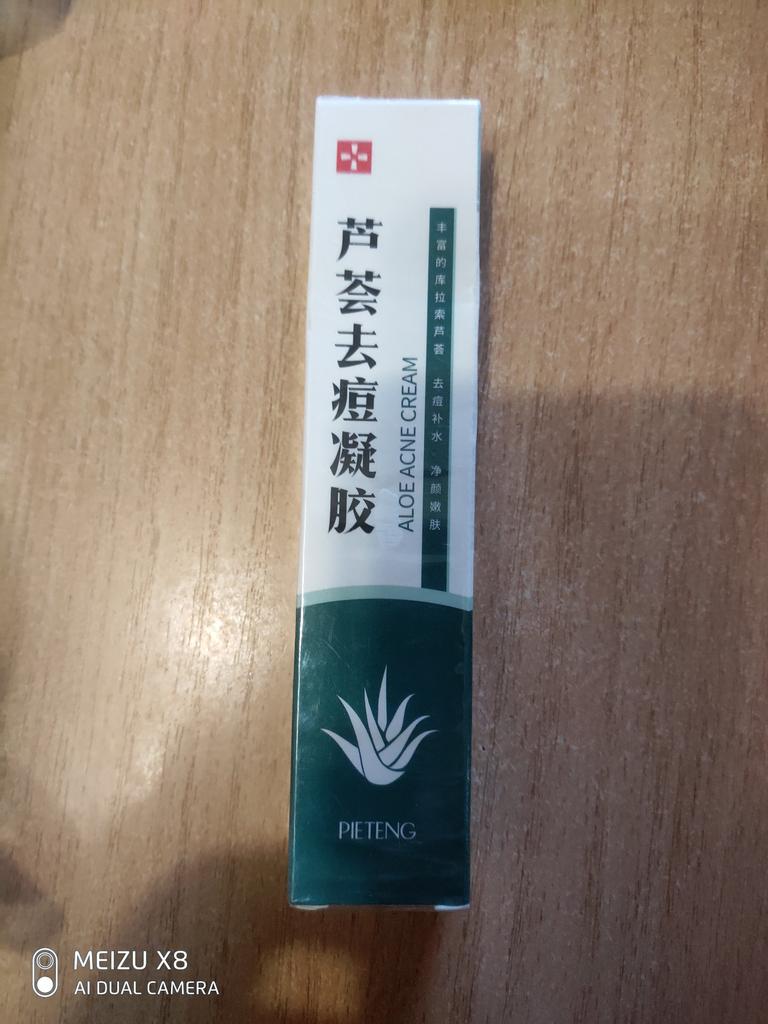 芦荟去痘凝胶
ALOE ACNE CREAM
丰富的库拉索芦荟 去痘补水 净颜嫩肤
PIETENG
MEIZU X8
AI DUAL CAMERA